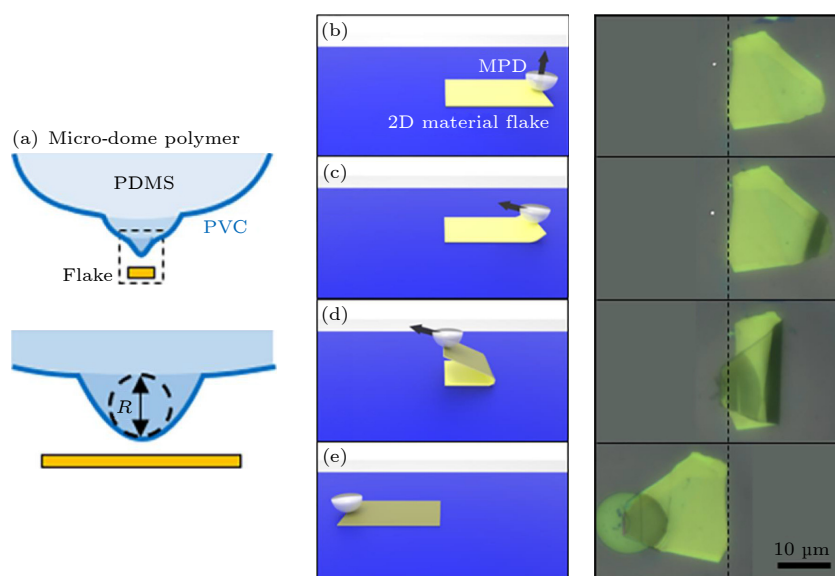 (a) Micro-dome polymer
PDMS
PVC
Flake
R
(b)
MPD
2D material flake
(c)
(d)
(e)
10 µm